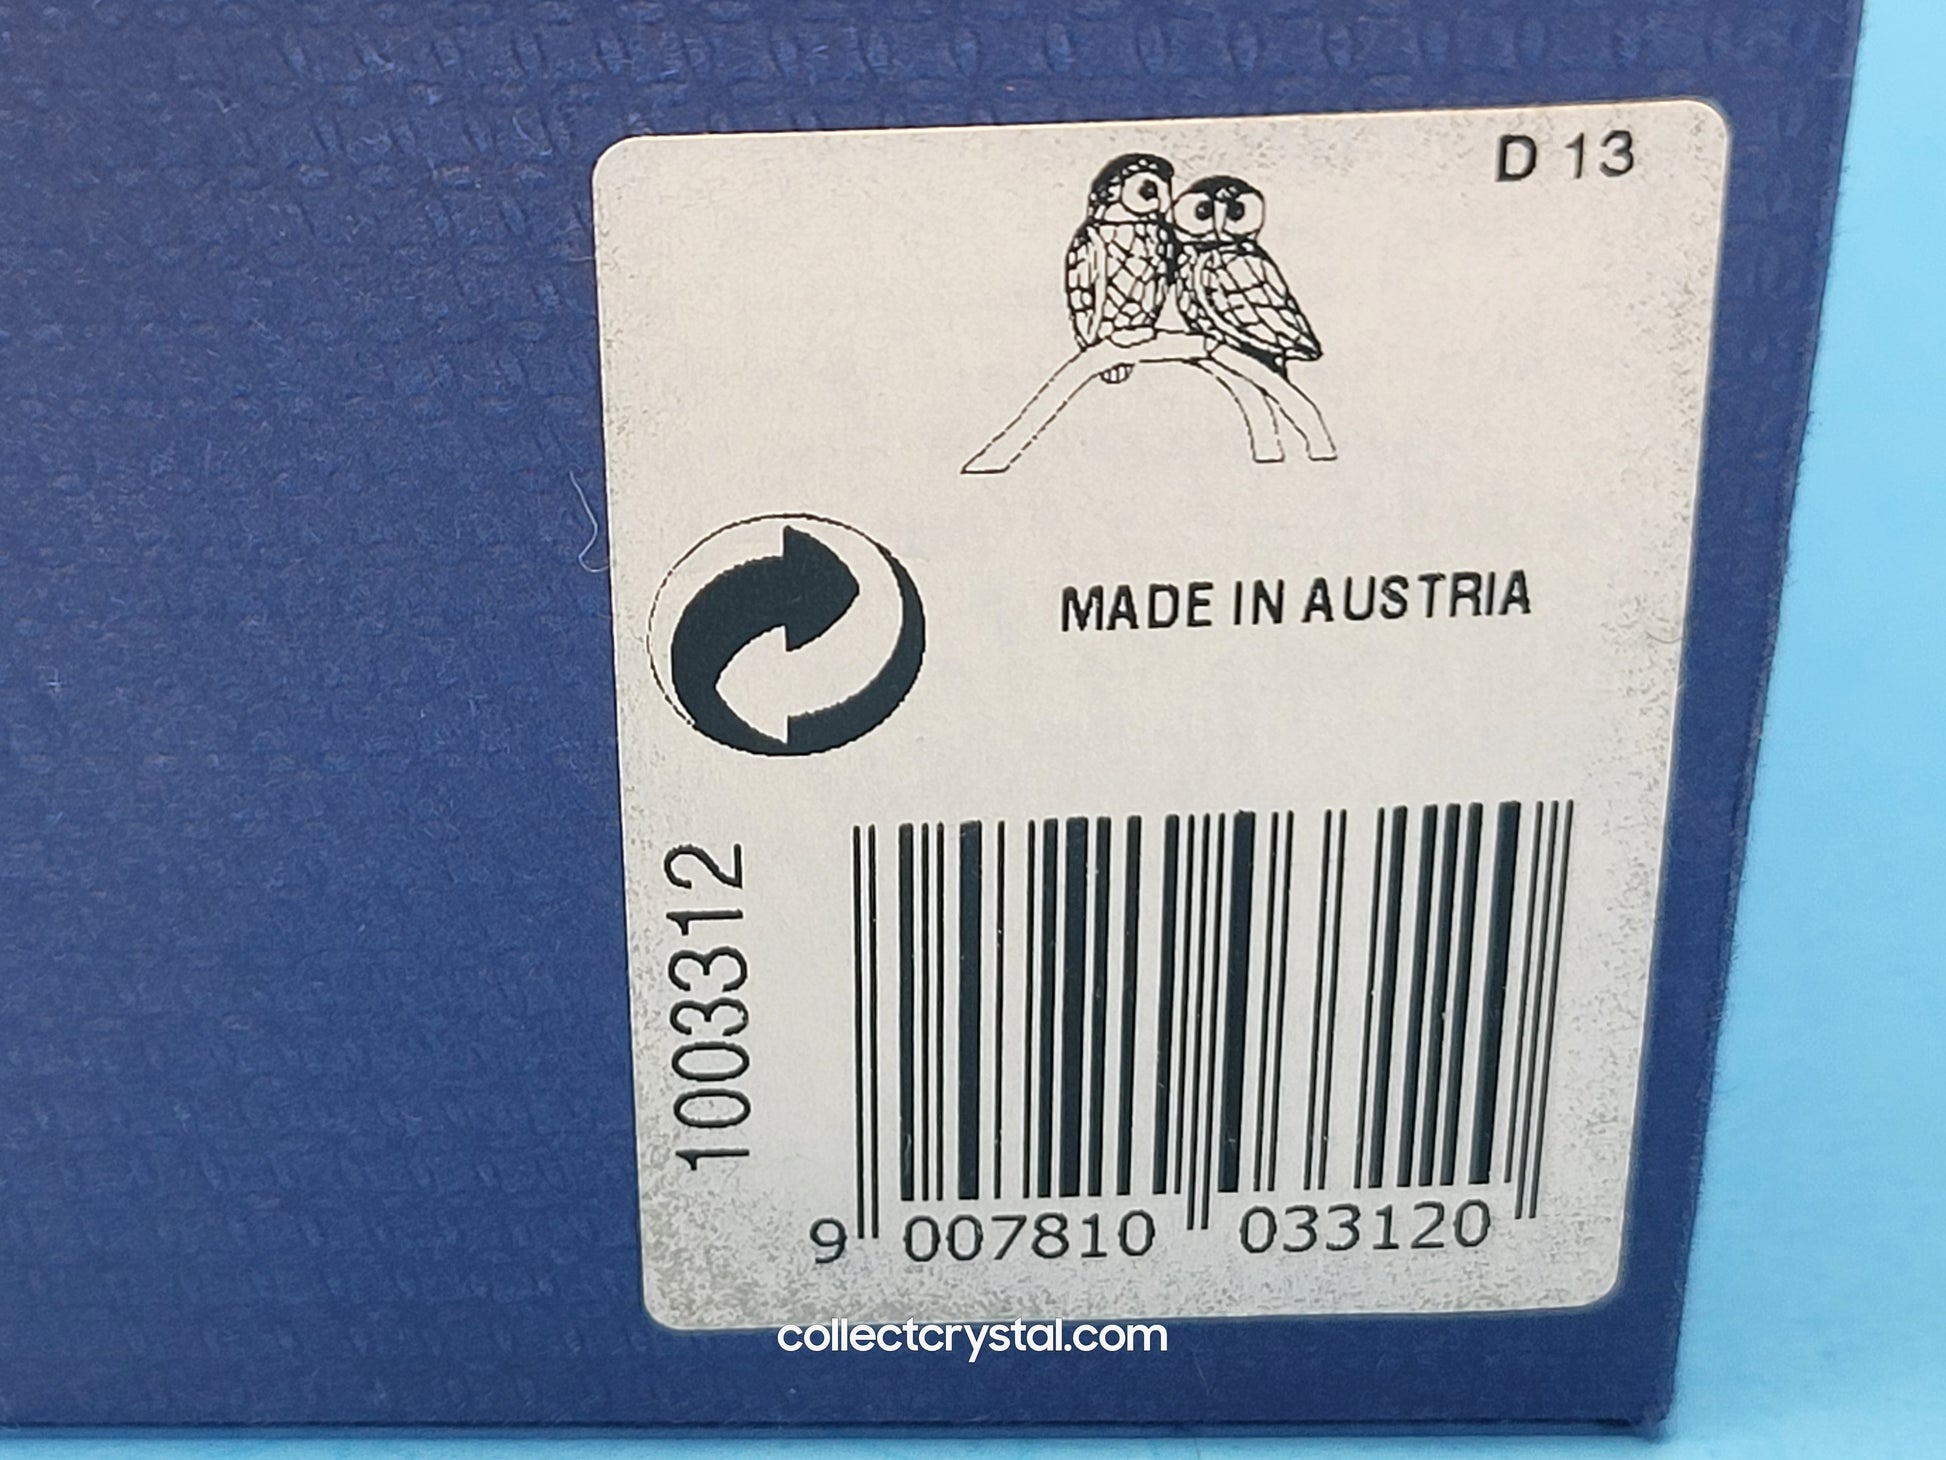 D 13
MADE IN AUSTRIA
1003312
9 007810 033120
collectcrystal.com